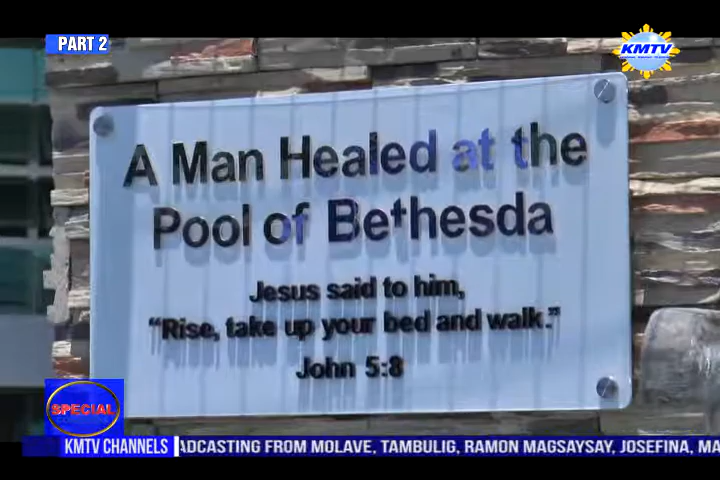 PART 2
KMTV
A Man Healed at the
Pool of Bethesda
Jesus said to him,
“Rise, take up your bed and walk.”
John 5:8
SPECIAL
KMTV CHANNELS
ADCASTING FROM MOLAVE, TAMBULIG, RAMON MAGSAYSAY, JOSEFINA, MA